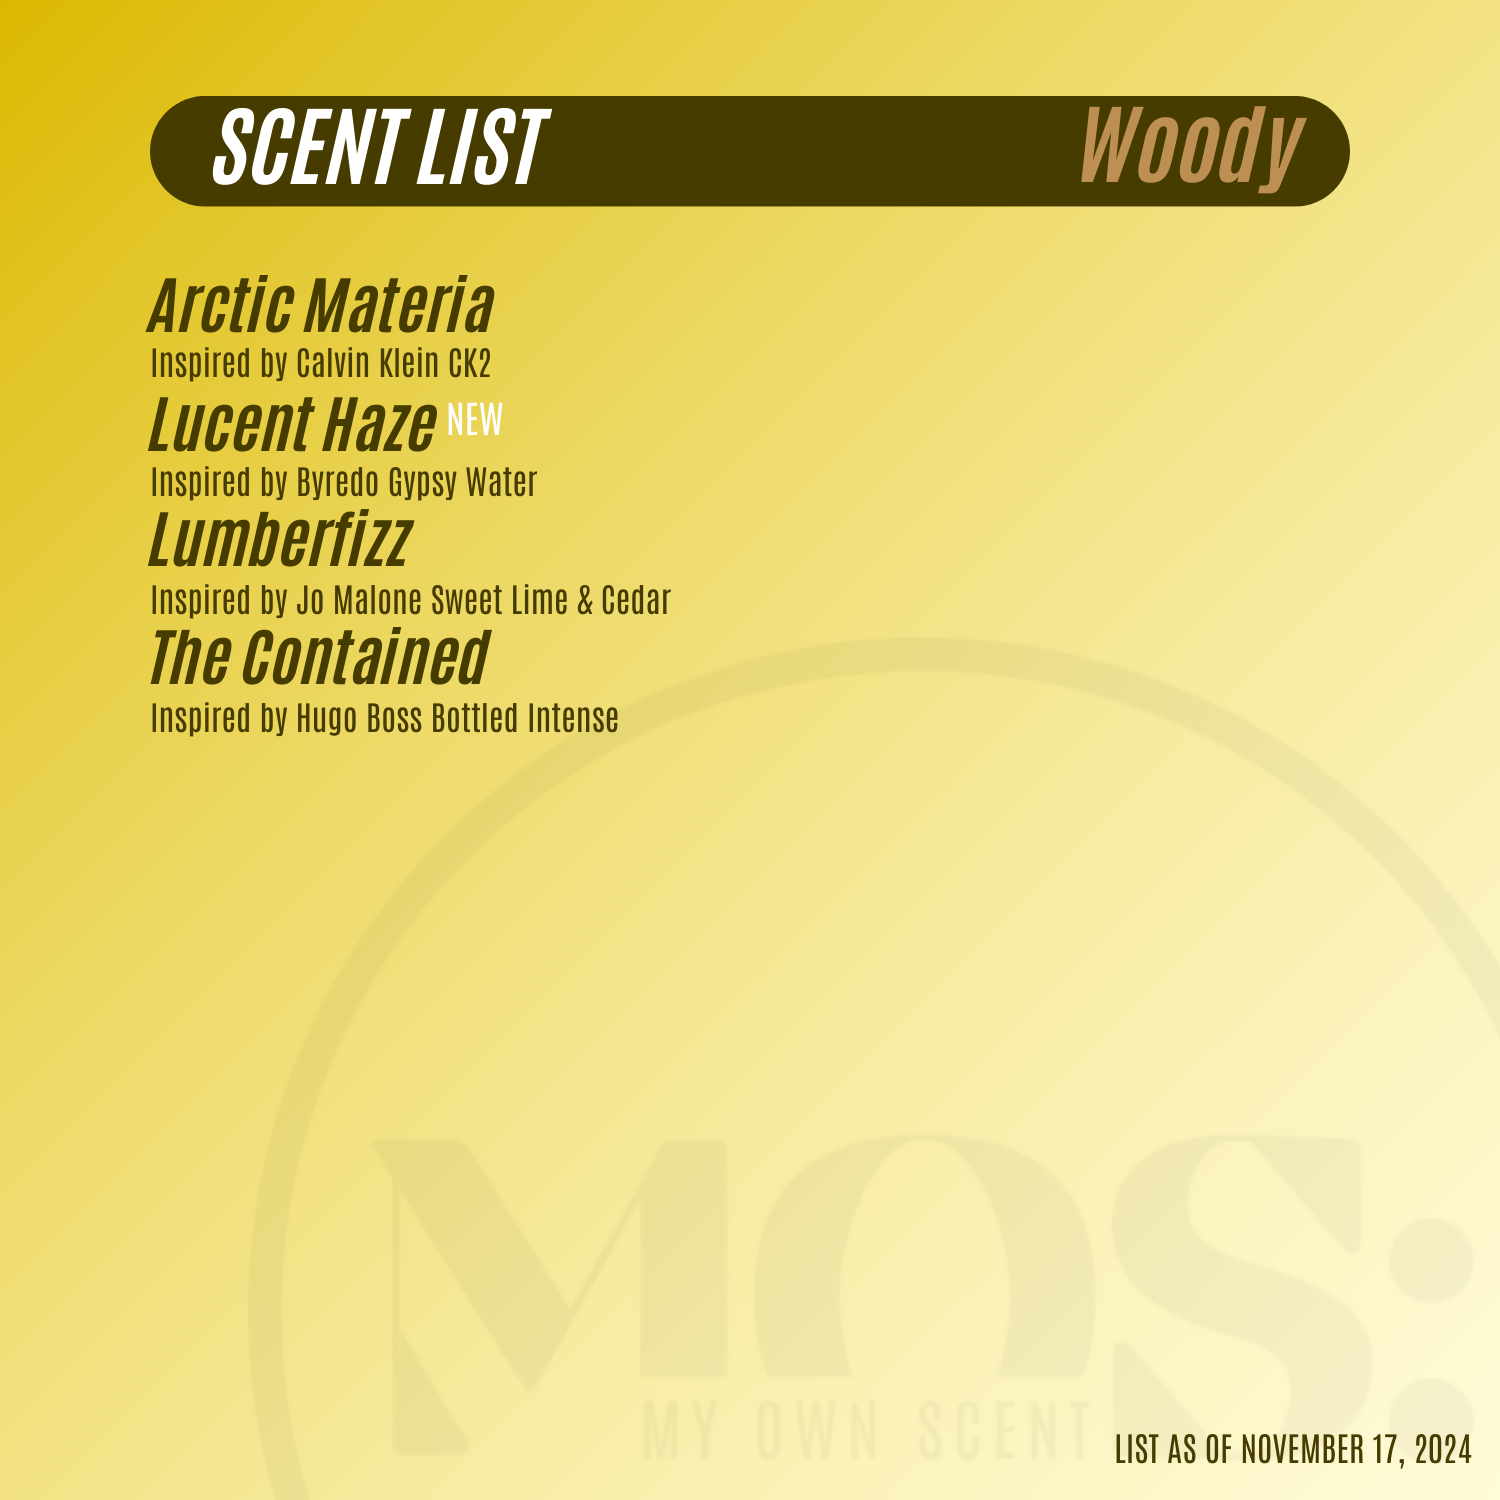 SCENT LIST Woody
Arctic Materia
Inspired by Calvin Klein CK2
Lucent Haze NEW
Inspired by Byredo Gypsy Water
Lumberfizz
Inspired by Jo Malone Sweet Lime & Cedar
The Contained
Inspired by Hugo Boss Bottled Intense
MOS:
MY OWN SCENT
LIST AS OF NOVEMBER 17, 2024